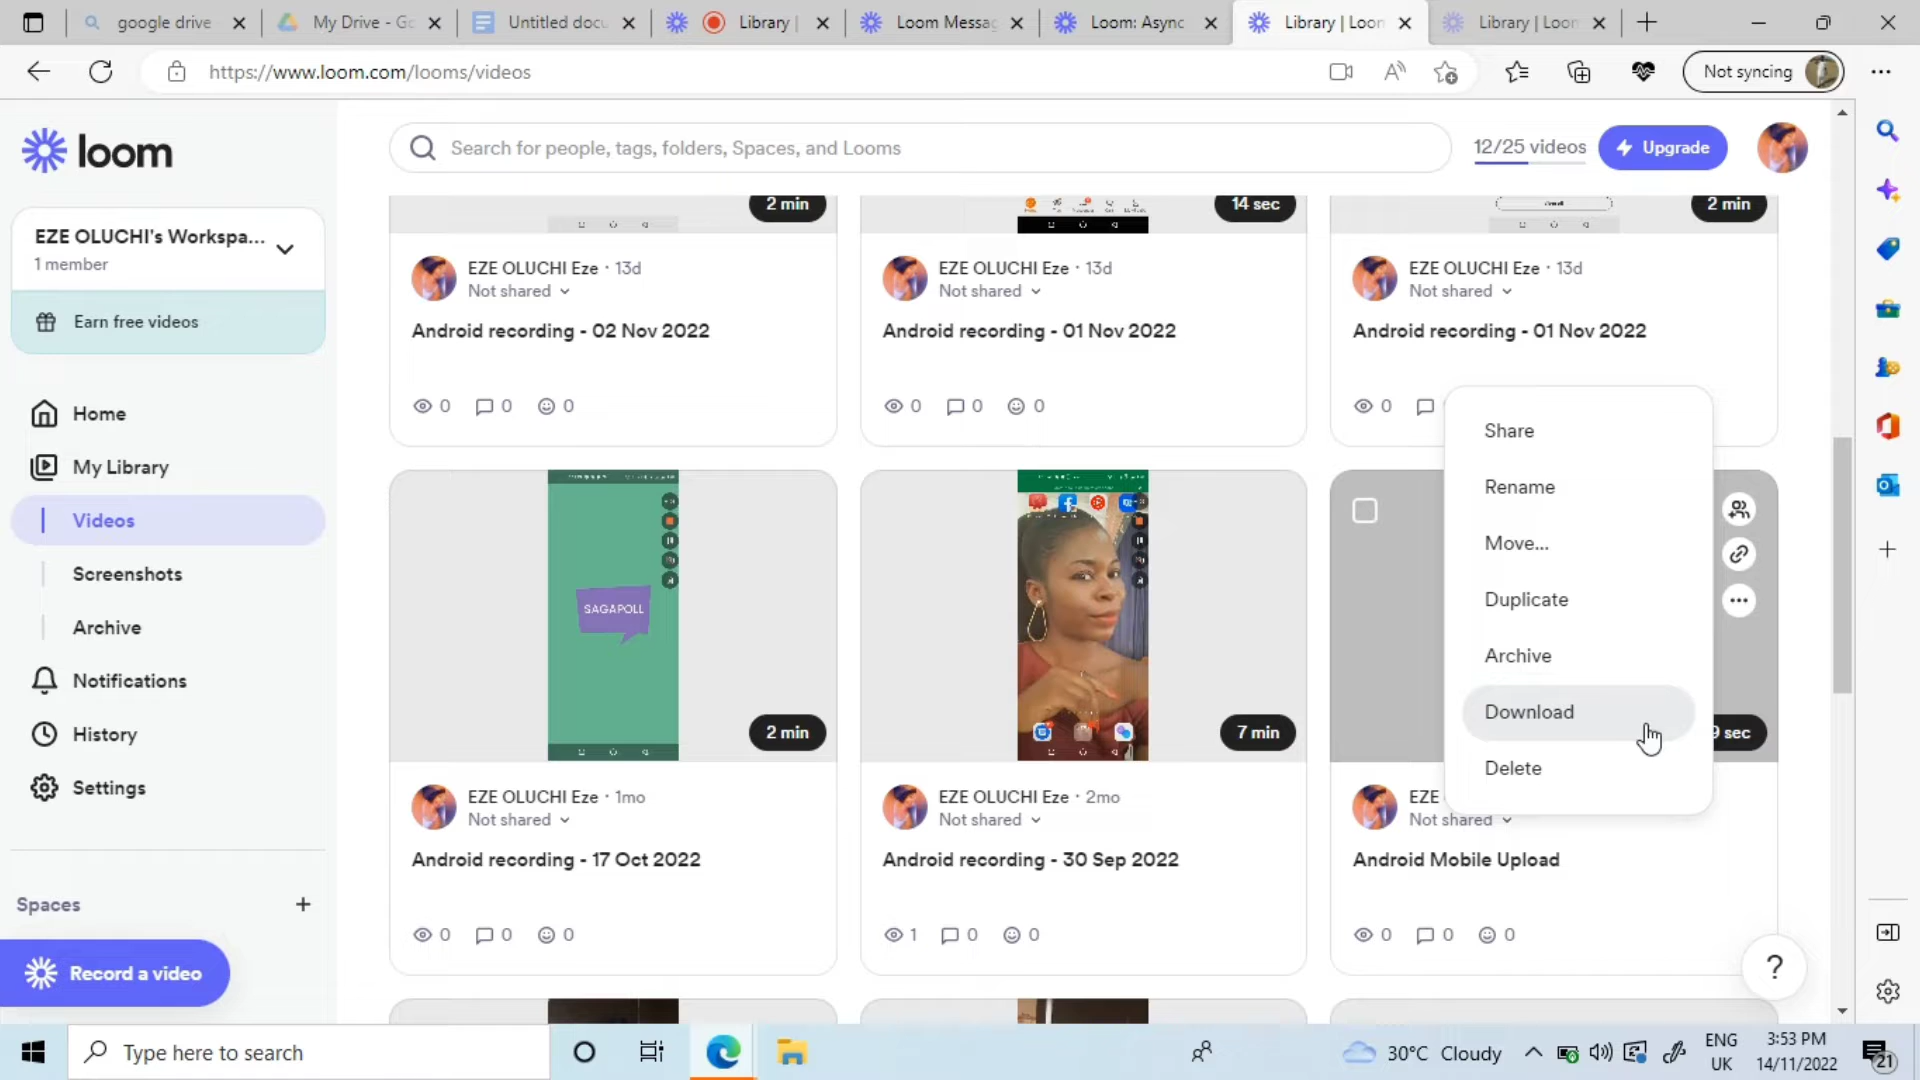 google drive
My Drive - Go
Untitled docu
Library |
Loom Messag
Loom: Async
Library | Loon
Library | Loon
https://www.loom.com/looms/videos
Not syncing
loom
Search for people, tags, folders, Spaces, and Looms
12/25 videos
Upgrade
EZE OLUCHI's Workspa...
1 member
Earn free videos
Home
My Library
Videos
Screenshots
Archive
Notifications
History
Settings
Spaces
Record a video
2 min
14 sec
2 min
EZE OLUCHI Eze · 13d
Not shared
Android recording - 02 Nov 2022
0 0 0
EZE OLUCHI Eze · 13d
Not shared
Android recording - 01 Nov 2022
0 0 0
EZE OLUCHI Eze · 13d
Not shared
Android recording - 01 Nov 2022
0
Share
Rename
Move...
Duplicate
Archive
Download
Delete
SAGAPOLL
2 min
7 min
9 sec
EZE OLUCHI Eze · 1mo
Not shared
Android recording - 17 Oct 2022
0 0 0
EZE OLUCHI Eze · 2mo
Not shared
Android recording - 30 Sep 2022
1 0 0
EZE
Not shared
Android Mobile Upload
0 0 0
?
Type here to search
30°C Cloudy
ENG
UK
3:53 PM
14/11/2022
21